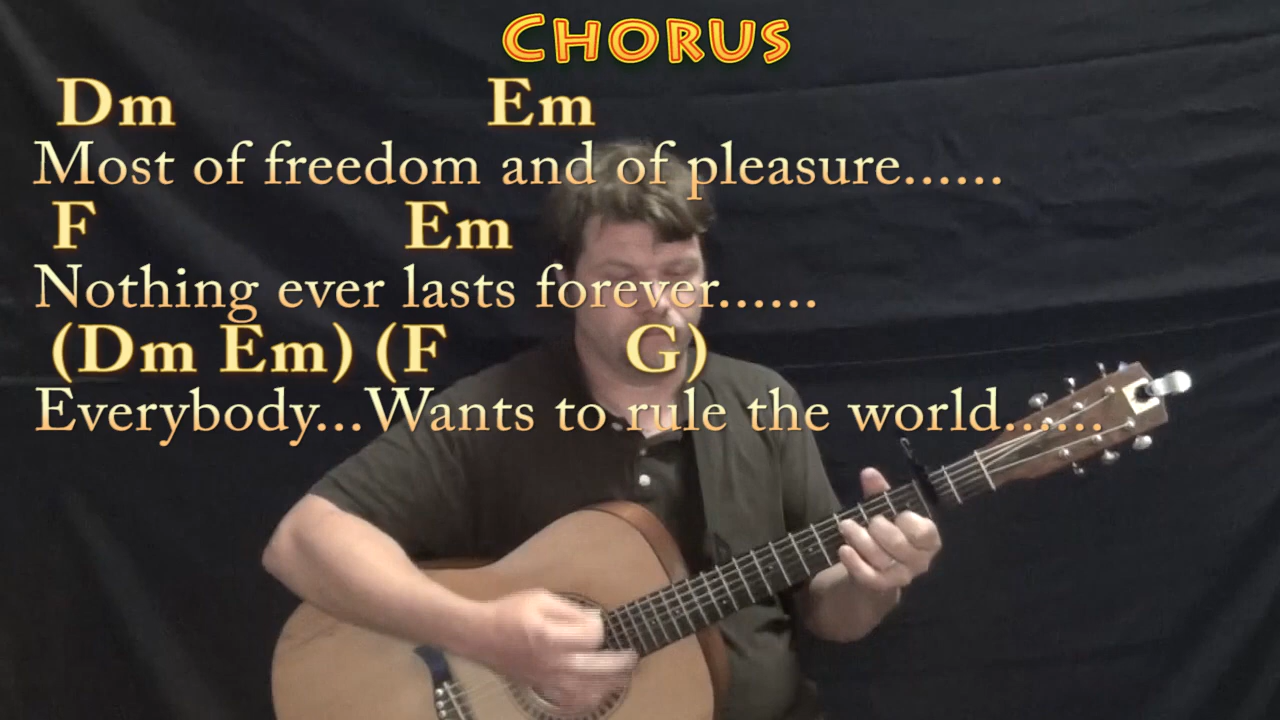 CHORUS
Dm Em
Most of freedom and of pleasure......
F Em
Nothing ever lasts forever......
(Dm Em) (F G)
Everybody...Wants to rule the world......